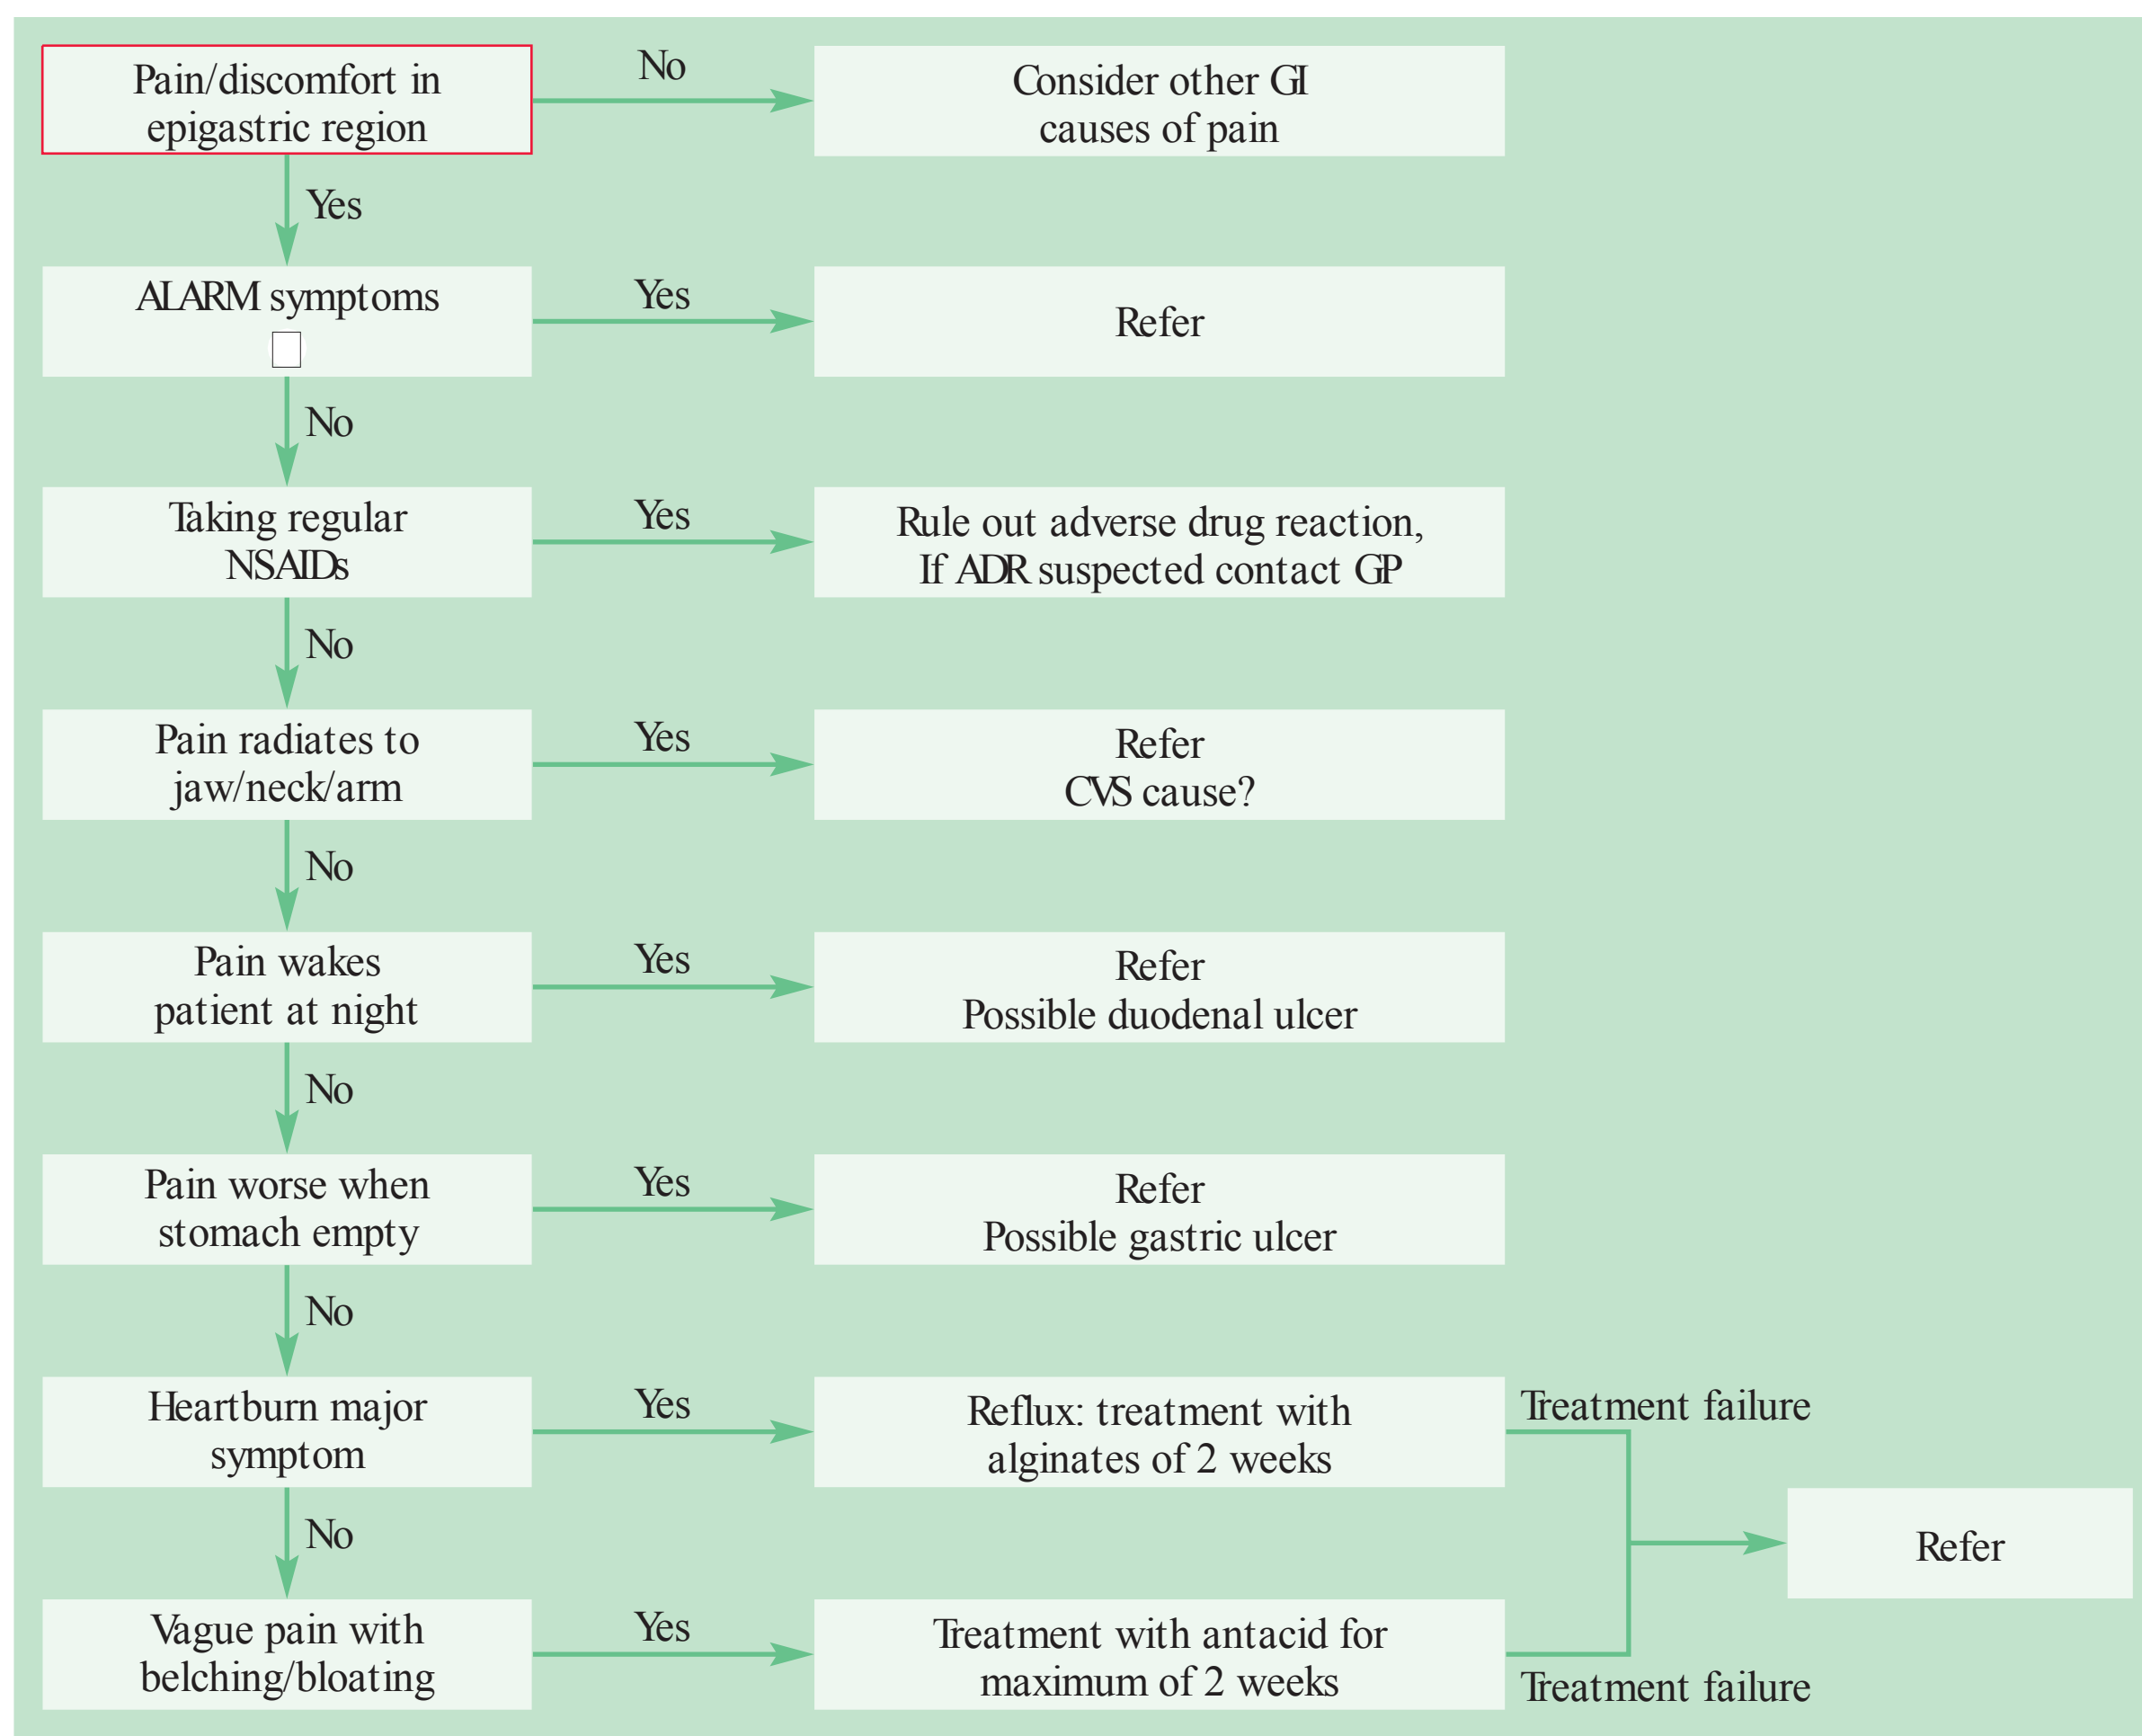 Pain/discomfort in
epigastric region
No
Consider other GI
causes of pain
Yes
ALARM symptoms
Yes
Refer
No
Taking regular
NSAIDs
Yes
Rule out adverse drug reaction,
If ADR suspected contact GP
No
Pain radiates to
jaw/neck/arm
Yes
Refer
CVS cause?
No
Pain wakes
patient at night
Yes
Refer
Possible duodenal ulcer
No
Pain worse when
stomach empty
Yes
Refer
Possible gastric ulcer
No
Heartburn major
symptom
Yes
Reflux: treatment with
alginates of 2 weeks
Treatment failure
No
Refer
Vague pain with
belching/bloating
Yes
Treatment with antacid for
maximum of 2 weeks
Treatment failure